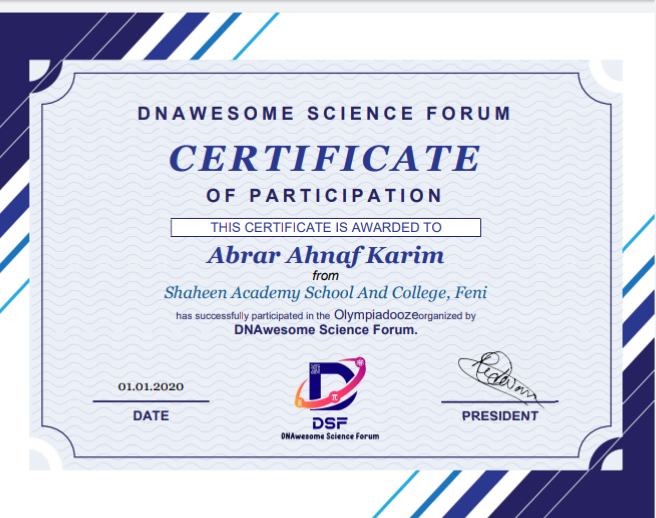 DNAWESOME SCIENCE FORUM
CERTIFICATE
OF PARTICIPATION
THIS CERTIFICATE IS AWARDED TO
Abrar Ahnaf Karim
from
Shaheen Academy School And College, Feni
has successfully participated in the Olympiadoozeorganized by
DNAwesome Science Forum.
01.01.2020
DATE
D
π
DSF
DNAwesome Science Forum
PRESIDENT